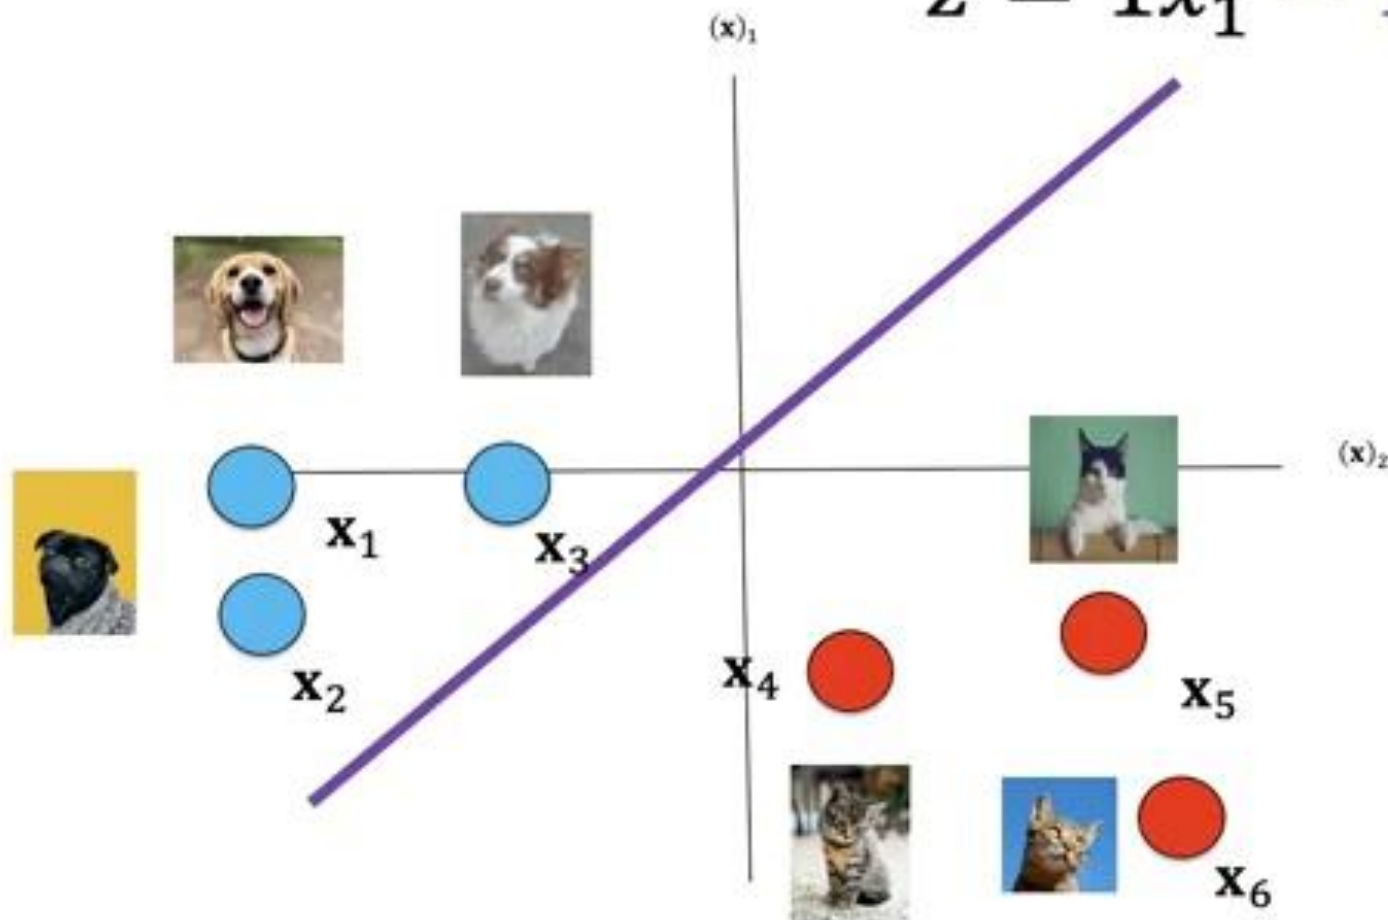 z = 1x₁ −
(x)₁
(x)₂
x₁
x₃
x₂
x₄
x₅
x₆